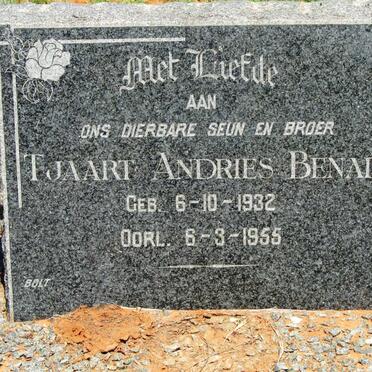 Met Liefde
AAN
ONS DIERBARE SEUN EN BROER
TJAART ANDRIES
GEB. 6-10-1932
OORL. 6-3-1955
BOLT